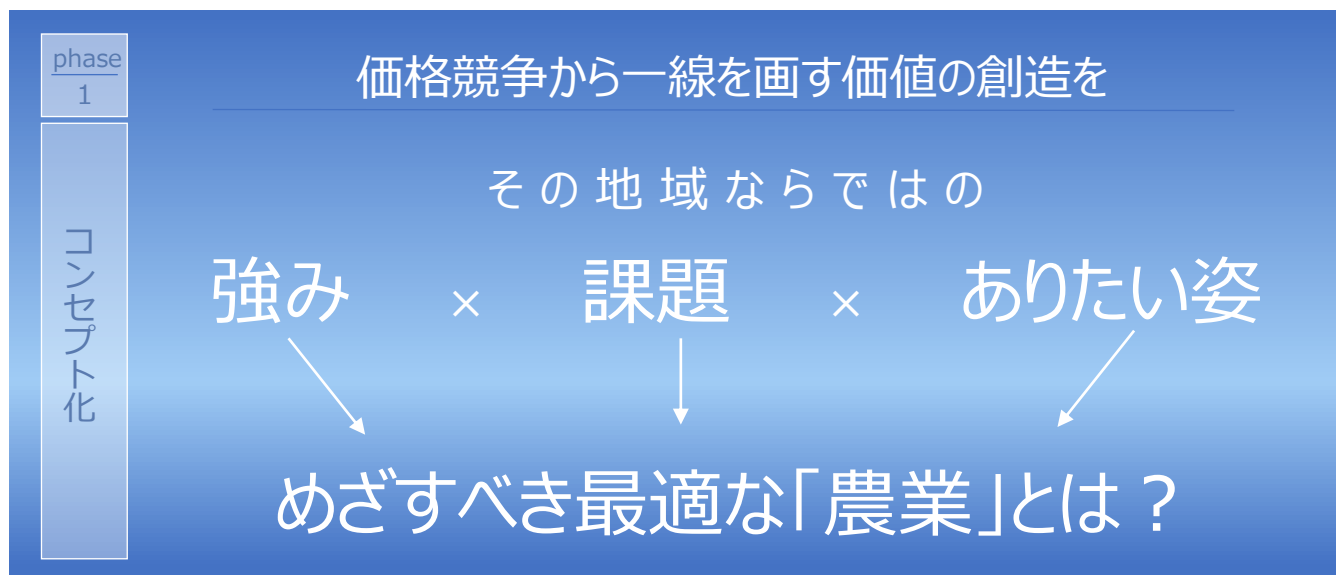 phase
1
コンセプト化
価格競争から一線を画す価値の創造を
その地域ならではの
強み × 課題 × ありたい姿
めざすべき最適な「農業」とは？